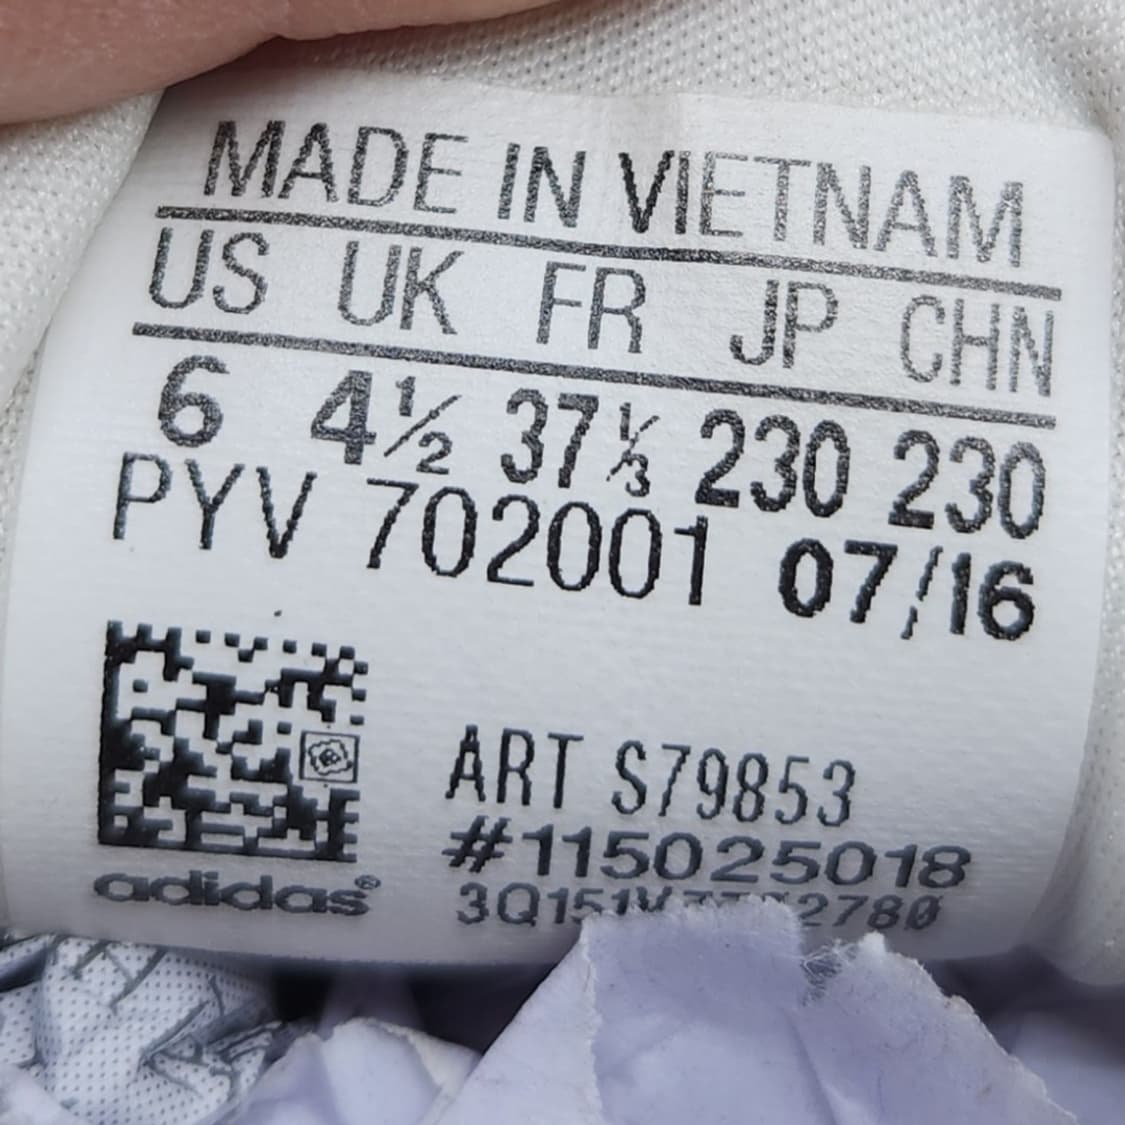 MADE IN VIETNAM
US UK FR JP CHN
6 4½ 37⅓ 230 230
PYV 702001 07/16
ART S79853
#115025018
adidas®